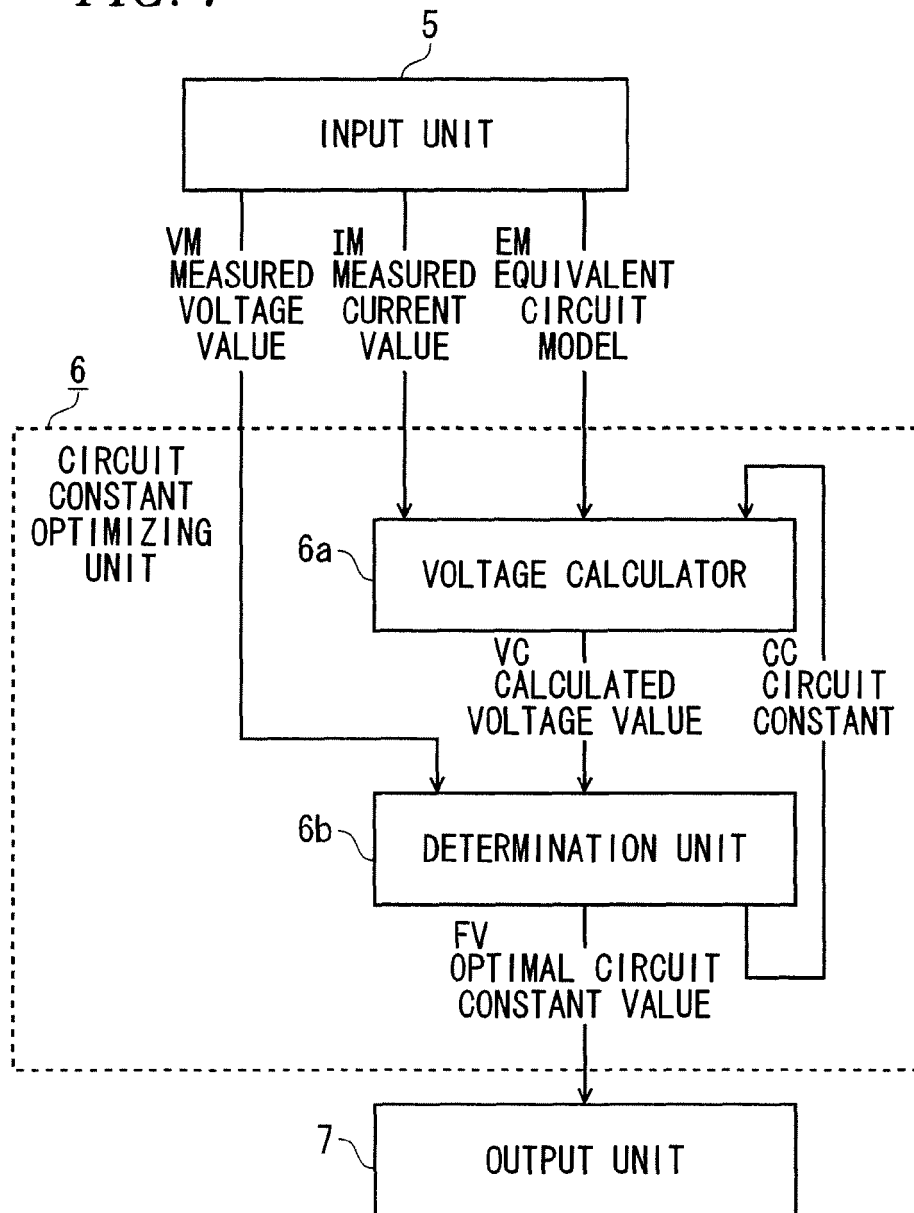 5
INPUT UNIT
VM
MEASURED
VOLTAGE
VALUE
IM
MEASURED
CURRENT
VALUE
EM
EQUIVALENT
CIRCUIT
MODEL
6
CIRCUIT
CONSTANT
OPTIMIZING
UNIT
6a
VOLTAGE CALCULATOR
VC
CALCULATED
VOLTAGE VALUE
CC
CIRCUIT
CONSTANT
6b
DETERMINATION UNIT
FV
OPTIMAL CIRCUIT
CONSTANT VALUE
7
OUTPUT UNIT